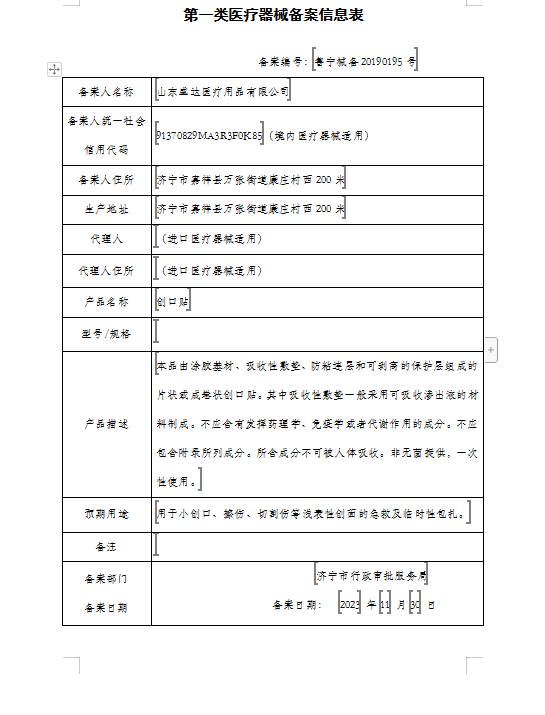 第一类医疗器械备案信息表
备案编号：鲁宁械备20190195号
备案人名称 山东卓达医疗用品有限公司
备案人统一社会信用代码 91370829MA3R3F0K85（境内医疗器械适用）
备案人住所 济宁市嘉祥县万张街道康庄村西200米
生产地址 济宁市嘉祥县万张街道康庄村西200米
代理人 （进口医疗器械适用）
代理人住所 （进口医疗器械适用）
产品名称 创口贴
型号/规格
产品描述
本品由涂胶基材、吸收性敷垫、防粘连层和可剥离的保护层组成的
片状或成卷状创口贴。其中吸收性敷垫一般采用可吸收渗出液的材
料制成。不应含有发挥药理学、免疫学或者代谢作用的成分。不应
包含附录所列成分。所含成分不可被人体吸收。非无菌提供，一次
性使用。
预期用途 用于小创口、擦伤、切割伤等浅表性创面的急救及临时性包扎。
备注
备案部门 济宁市行政审批服务局
备案日期 备案日期： 2023 年 11 月 30 日